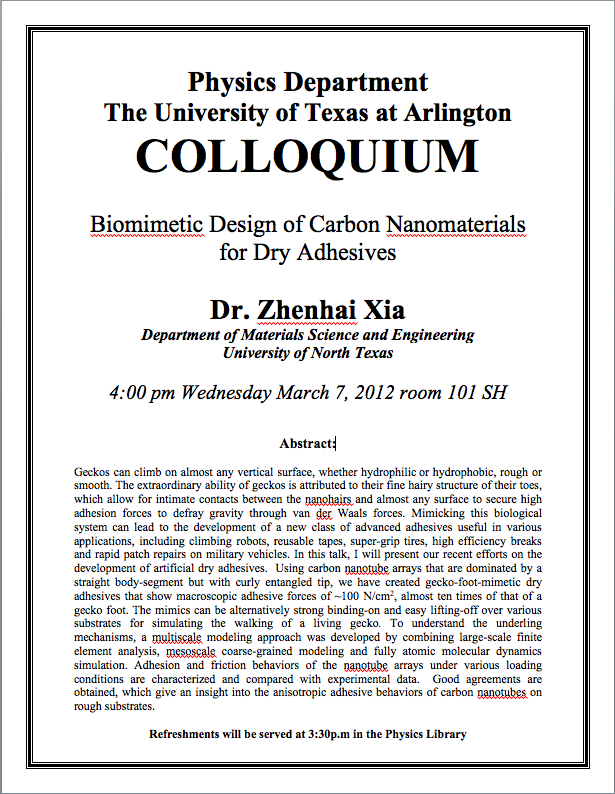 Physics Department
The University of Texas at Arlington
COLLOQUIUM
Biomimetic Design of Carbon Nanomaterials
for Dry Adhesives
Dr. Zhenhai Xia
Department of Materials Science and Engineering
University of North Texas
4:00 pm Wednesday March 7, 2012 room 101 SH
Abstract:
Geckos can climb on almost any vertical surface, whether hydrophilic or hydrophobic, rough or
smooth. The extraordinary ability of geckos is attributed to their fine hairy structure of their toes,
which allow for intimate contacts between the nanohairs and almost any surface to secure high
adhesion forces to defray gravity through van der Waals forces. Mimicking this biological
system can lead to the development of a new class of advanced adhesives useful in various
applications, including climbing robots, reusable tapes, super-grip tires, high efficiency breaks
and rapid patch repairs on military vehicles. In this talk, I will present our recent efforts on the
development of artificial dry adhesives. Using carbon nanotube arrays that are dominated by a
straight body-segment but with curly entangled tip, we have created gecko-foot-mimetic dry
adhesives that show macroscopic adhesive forces of ~100 N/cm², almost ten times of that of a
gecko foot. The mimics can be alternatively strong binding-on and easy lifting-off over various
substrates for simulating the walking of a living gecko. To understand the underling
mechanisms, a multiscale modeling approach was developed by combining large-scale finite
element analysis, mesoscale coarse-grained modeling and fully atomic molecular dynamics
simulation. Adhesion and friction behaviors of the nanotube arrays under various loading
conditions are characterized and compared with experimental data. Good agreements are
obtained, which give an insight into the anisotropic adhesive behaviors of carbon nanotubes on
rough substrates.
Refreshments will be served at 3:30p.m in the Physics Library